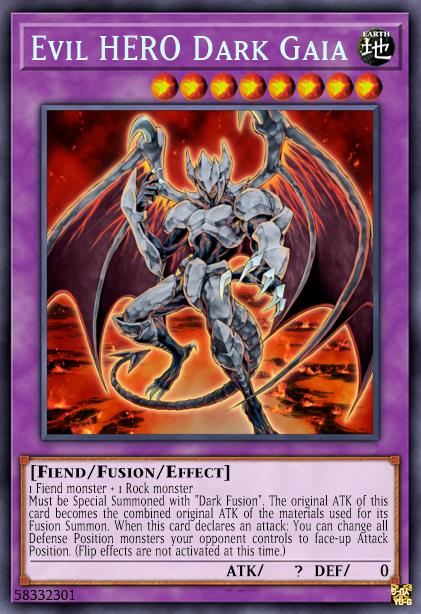 Evil HERO Dark Gaia
EARTH
地
[Fiend/Fusion/Effect]
1 Fiend monster + 1 Rock monster
Must be Special Summoned with "Dark Fusion". The original ATK of this
card becomes the combined original ATK of the materials used for its
Fusion Summon. When this card declares an attack: You can change all
Defense Position monsters your opponent controls to face-up Attack
Position. (Flip effects are not activated at this time.)
ATK/ ? DEF/ 0
58332301